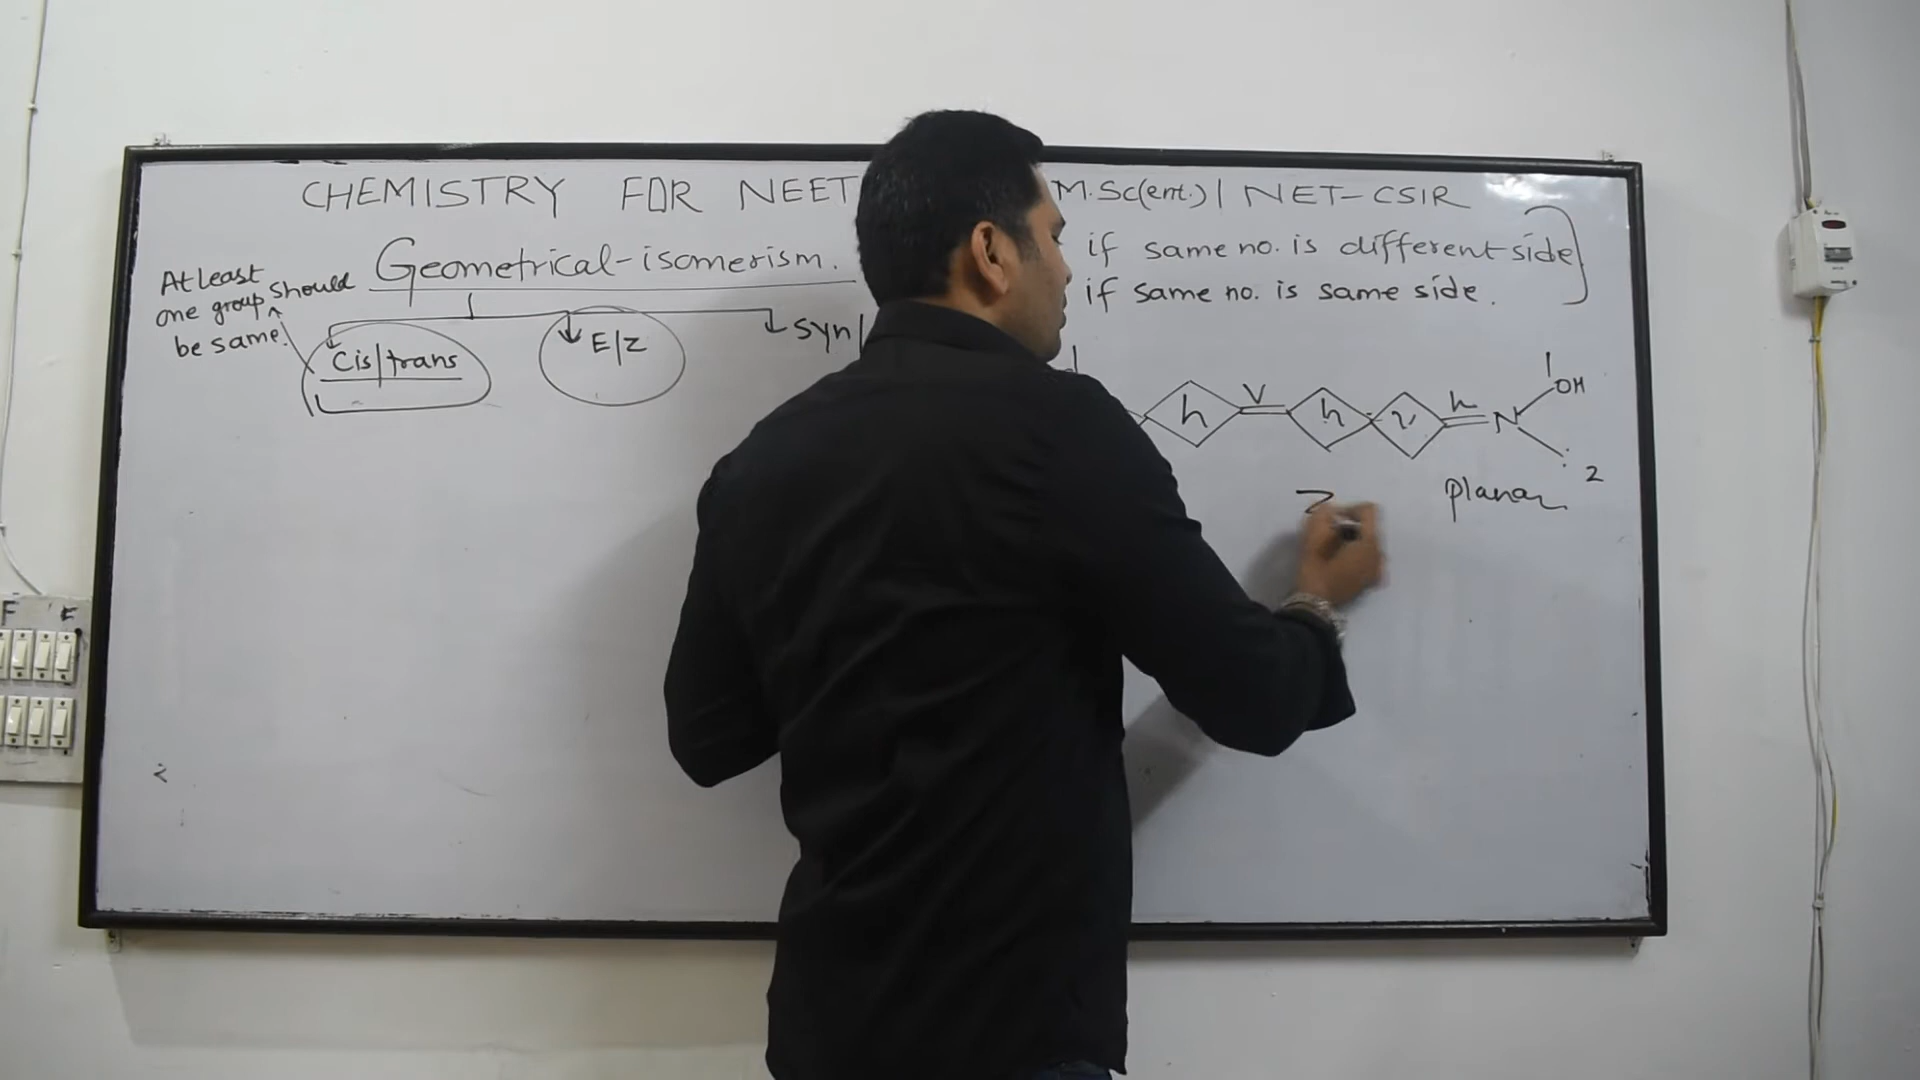 CHEMISTRY FOR NEET M.Sc(ent.) | NET-CSIR
Geometrical-isomerism.
At least
one group should
be same.
Cis/trans
E/Z
Syn/
if same no. is different side
if same no. is same side.
h V h v h N OH
1
:
2
Z
planar
F F